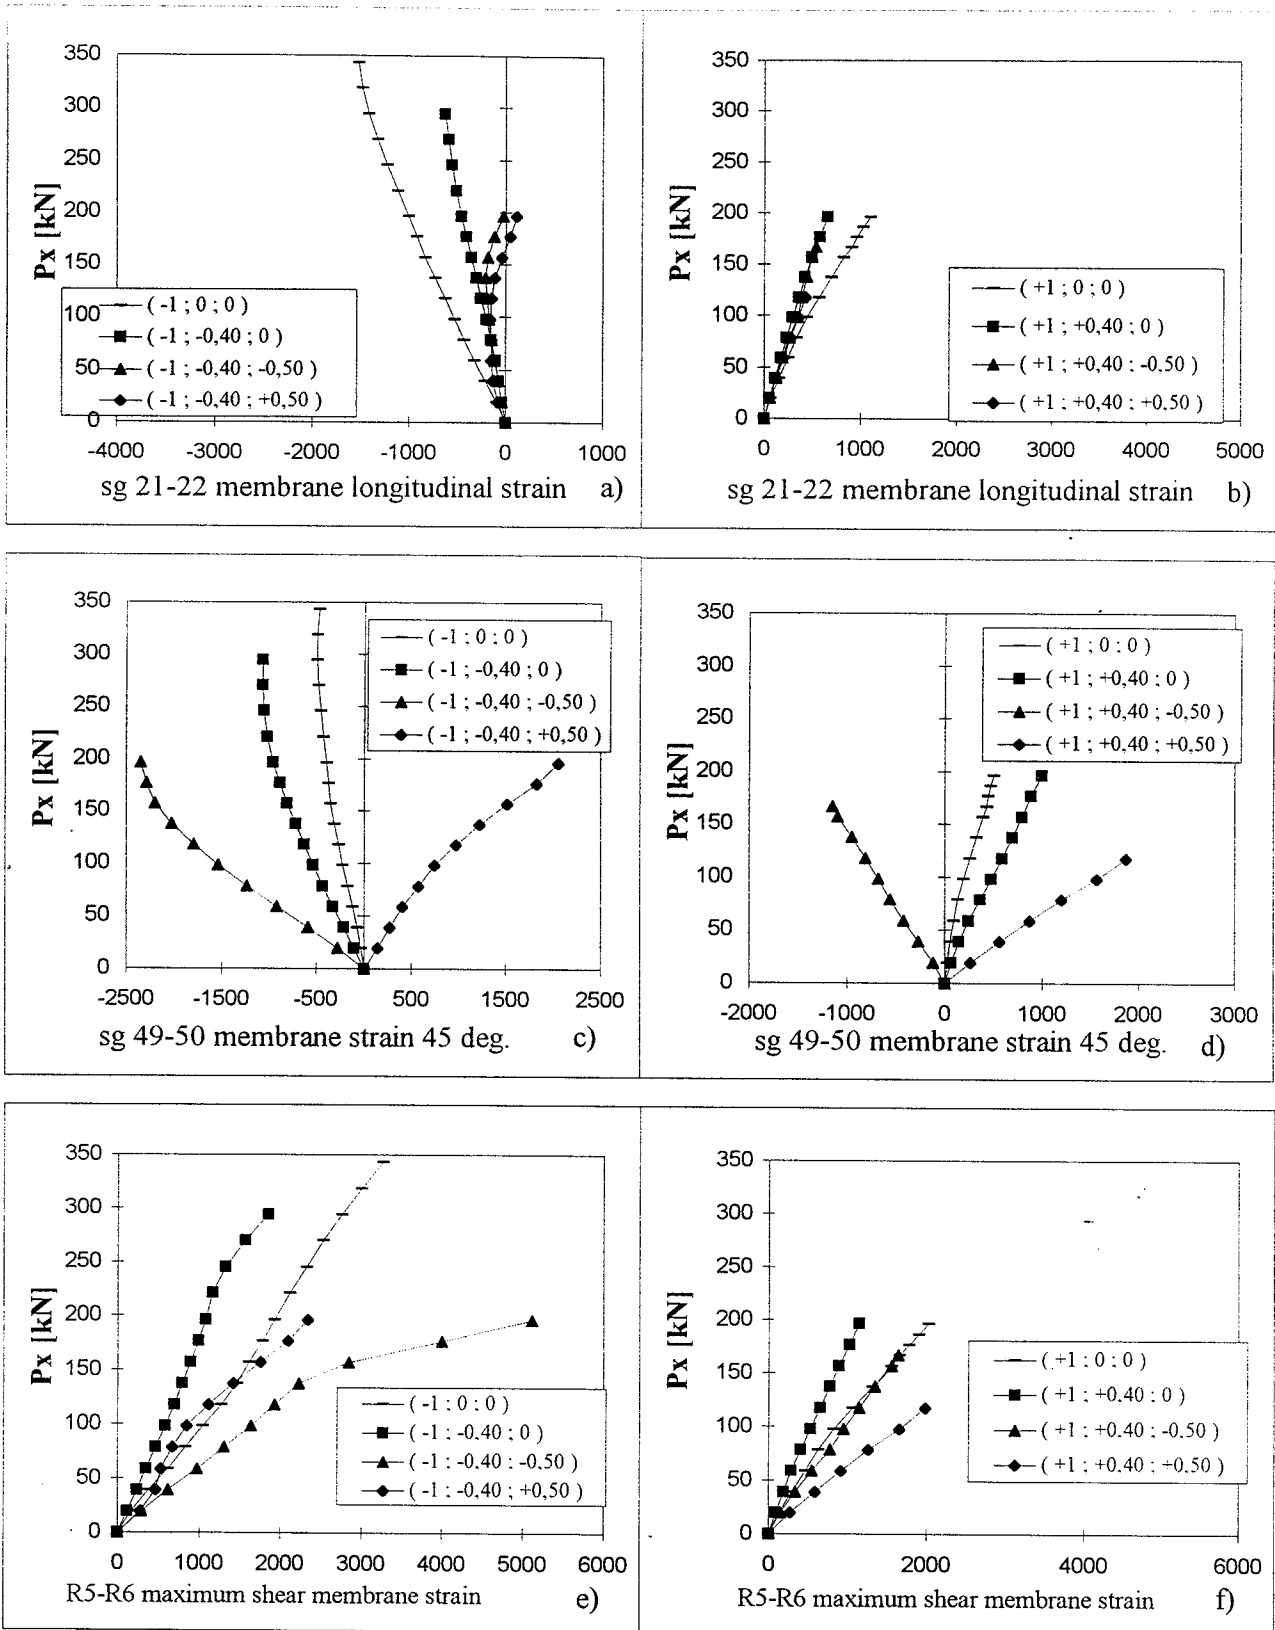 350
300
250
200
150
100
50
0
Px [kN]
( -1 ; 0 ; 0 )
( -1 ; -0,40 ; 0 )
( -1 ; -0,40 ; -0,50 )
( -1 ; -0,40 ; +0,50 )
-4000 -3000 -2000 -1000 0 1000
sg 21-22 membrane longitudinal strain a)
350
300
250
200
150
100
50
0
Px [kN]
( +1 ; 0 ; 0 )
( +1 ; +0,40 ; 0 )
( +1 ; +0,40 ; -0,50 )
( +1 ; +0,40 ; +0,50 )
0 1000 2000 3000 4000 5000
sg 21-22 membrane longitudinal strain b)
350
300
250
200
150
100
50
0
Px [kN]
( -1 ; 0 ; 0 )
( -1 ; -0,40 ; 0 )
( -1 ; -0,40 ; -0,50 )
( -1 ; -0,40 ; +0,50 )
-2500 -1500 -500 500 1500 2500
sg 49-50 membrane strain 45 deg. c)
350
300
250
200
150
100
50
0
Px [kN]
( +1 ; 0 ; 0 )
( +1 ; +0,40 ; 0 )
( +1 ; +0,40 ; -0,50 )
( +1 ; +0,40 ; +0,50 )
-2000 -1000 0 1000 2000 3000
sg 49-50 membrane strain 45 deg. d)
350
300
250
200
150
100
50
0
Px [kN]
( -1 ; 0 ; 0 )
( -1 ; -0,40 ; 0 )
( -1 ; -0,40 ; -0,50 )
( -1 ; -0,40 ; +0,50 )
0 1000 2000 3000 4000 5000 6000
R5-R6 maximum shear membrane strain e)
350
300
250
200
150
100
50
0
Px [kN]
( +1 ; 0 ; 0 )
( +1 ; +0,40 ; 0 )
( +1 ; +0,40 ; -0,50 )
( +1 ; +0,40 ; +0,50 )
0 2000 4000 6000
R5-R6 maximum shear membrane strain f)